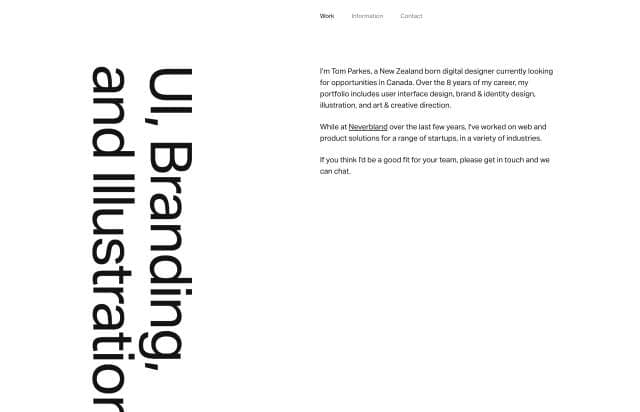 Work
Information
Contact
UI, Branding,
and Illustration
I'm Tom Parkes, a New Zealand born digital designer currently looking
for opportunities in Canada. Over the 8 years of my career, my
portfolio includes user interface design, brand & identity design,
illustration, and art & creative direction.
While at Neverbland over the last few years, I've worked on web and
product solutions for a range of startups, in a variety of industries.
If you think I'd be a good fit for your team, please get in touch and we
can chat.